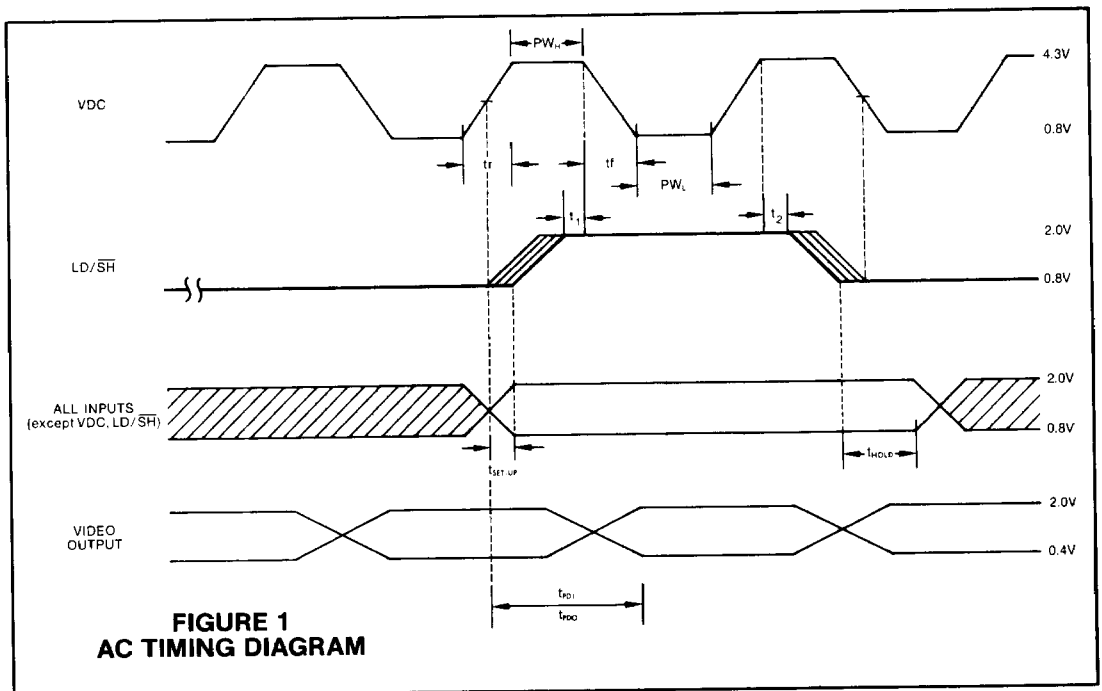 PW_H
4.3V
VDC
0.8V
tr
tf
PW_L
t_1
t_2
2.0V
LD/S̅H̅
0.8V
ALL INPUTS
(except VDC, LD/S̅H̅)
2.0V
0.8V
t_SET-UP
t_HOLD
VIDEO
OUTPUT
2.0V
0.4V
t_PD1
t_PD0
FIGURE 1
AC TIMING DIAGRAM